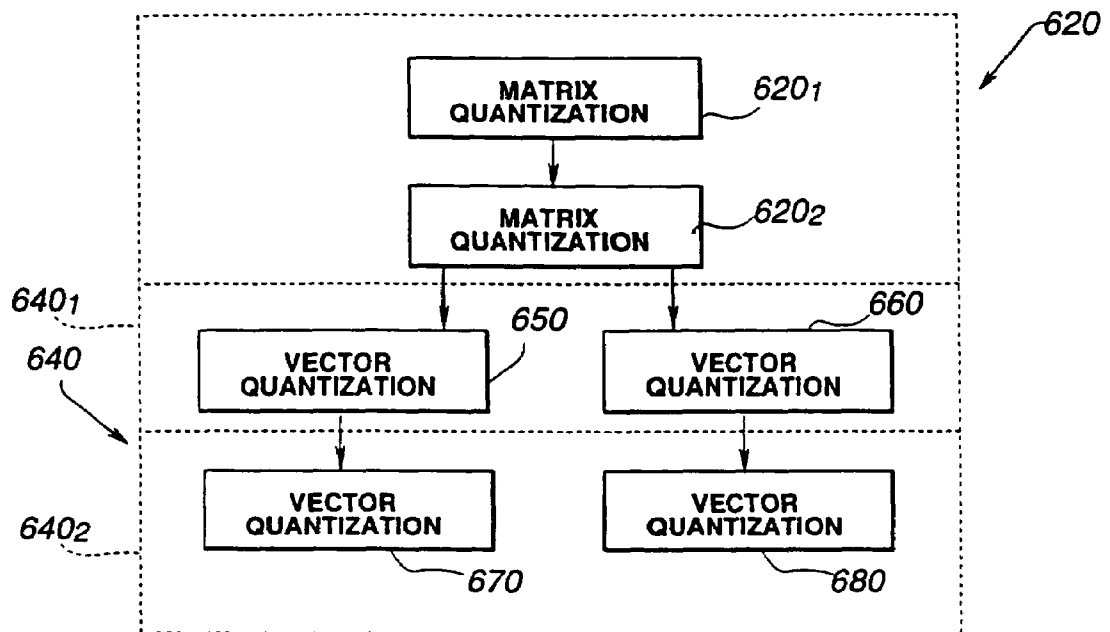 620
MATRIX
QUANTIZATION
620₁
MATRIX
QUANTIZATION
620₂
640₁
650
660
640
VECTOR
QUANTIZATION
VECTOR
QUANTIZATION
VECTOR
QUANTIZATION
VECTOR
QUANTIZATION
640₂
670
680